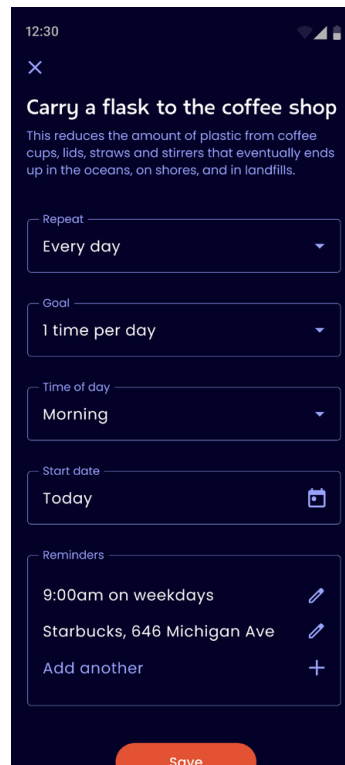 12:30
Carry a flask to the coffee shop
This reduces the amount of plastic from coffee
cups, lids, straws and stirrers that eventually ends
up in the oceans, on shores, and in landfills.
Repeat
Every day
Goal
1 time per day
Time of day
Morning
Start date
Today
Reminders
9:00am on weekdays
Starbucks, 646 Michigan Ave
Add another
Save